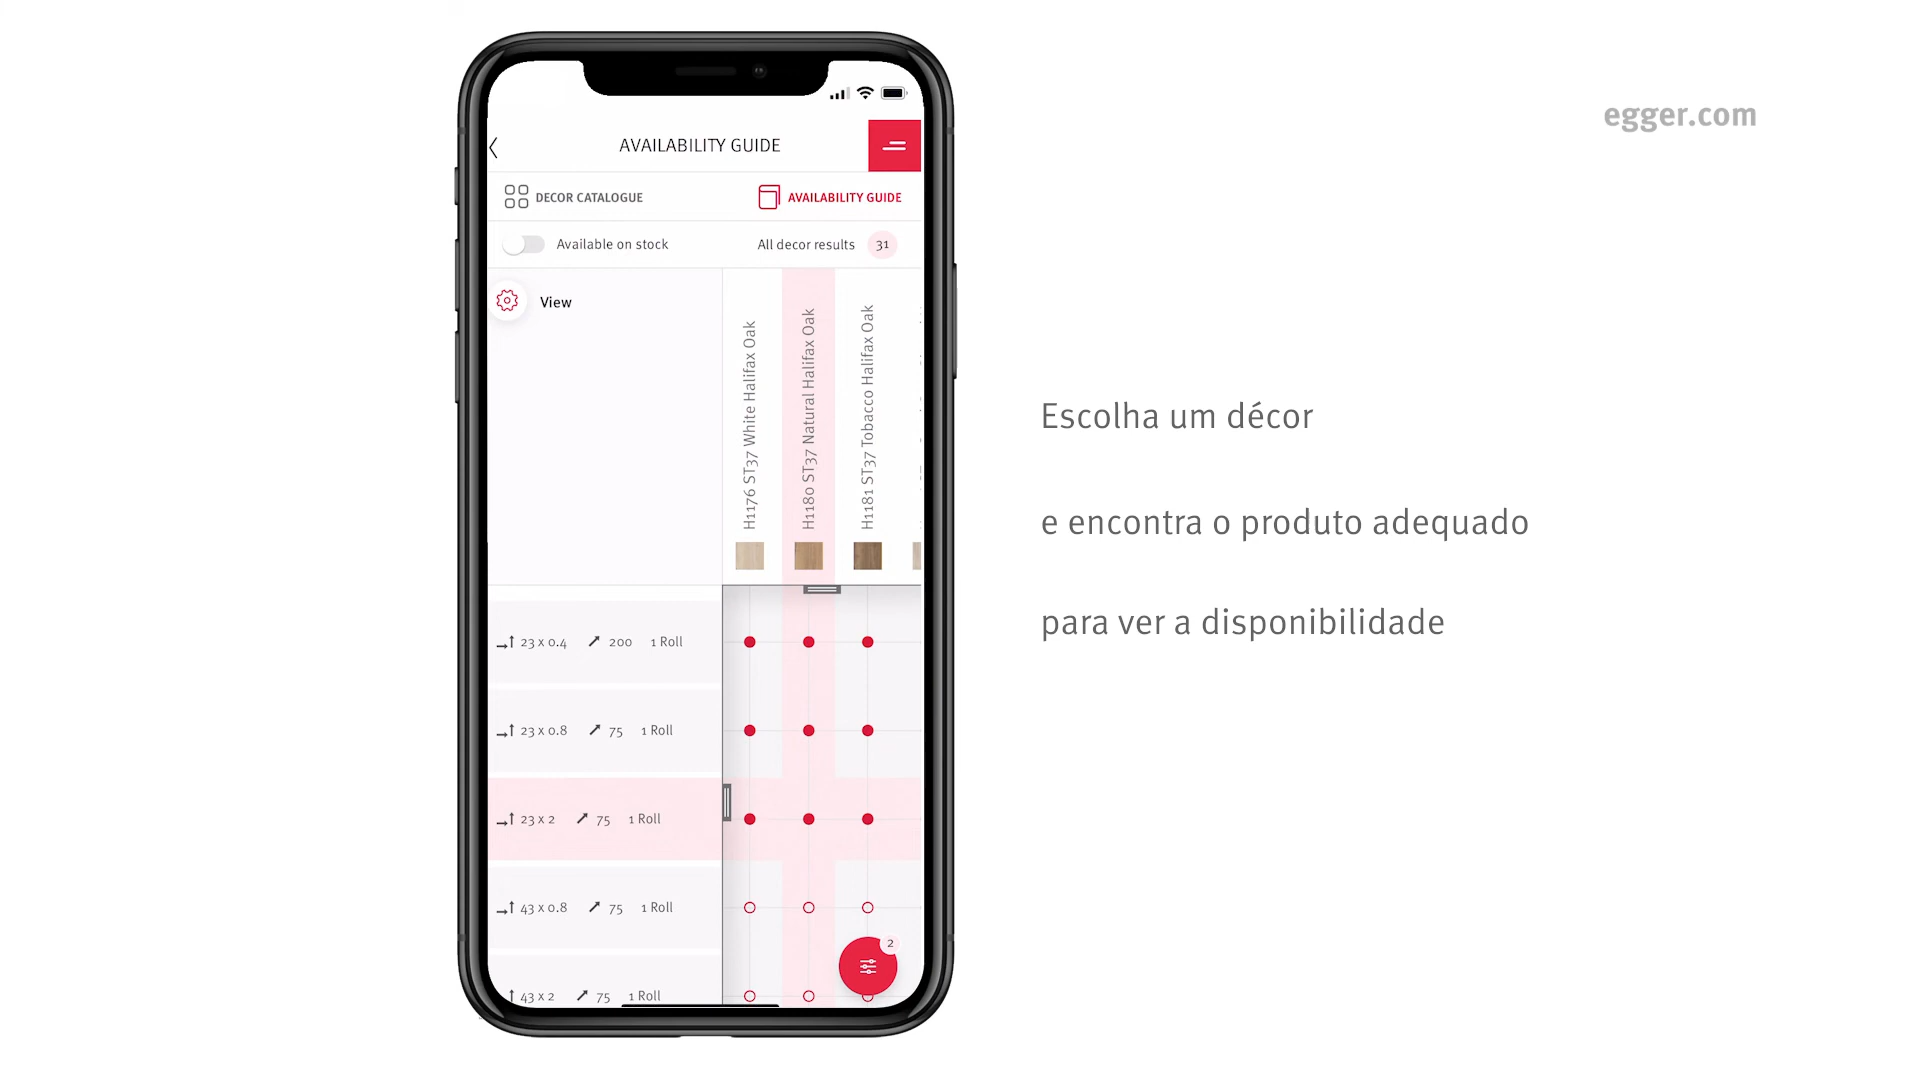 egger.com
AVAILABILITY GUIDE
DECOR CATALOGUE
AVAILABILITY GUIDE
Available on stock
All decor results 31
View
H1176 ST37 White Halifax Oak
H1180 ST37 Natural Halifax Oak
H1181 ST37 Tobacco Halifax Oak
23 x 0.4 200 1 Roll
23 x 0.8 75 1 Roll
23 x 2 75 1 Roll
43 x 0.8 75 1 Roll
2
43 x 2 75 1 Roll
Escolha um décor
e encontra o produto adequado
para ver a disponibilidade